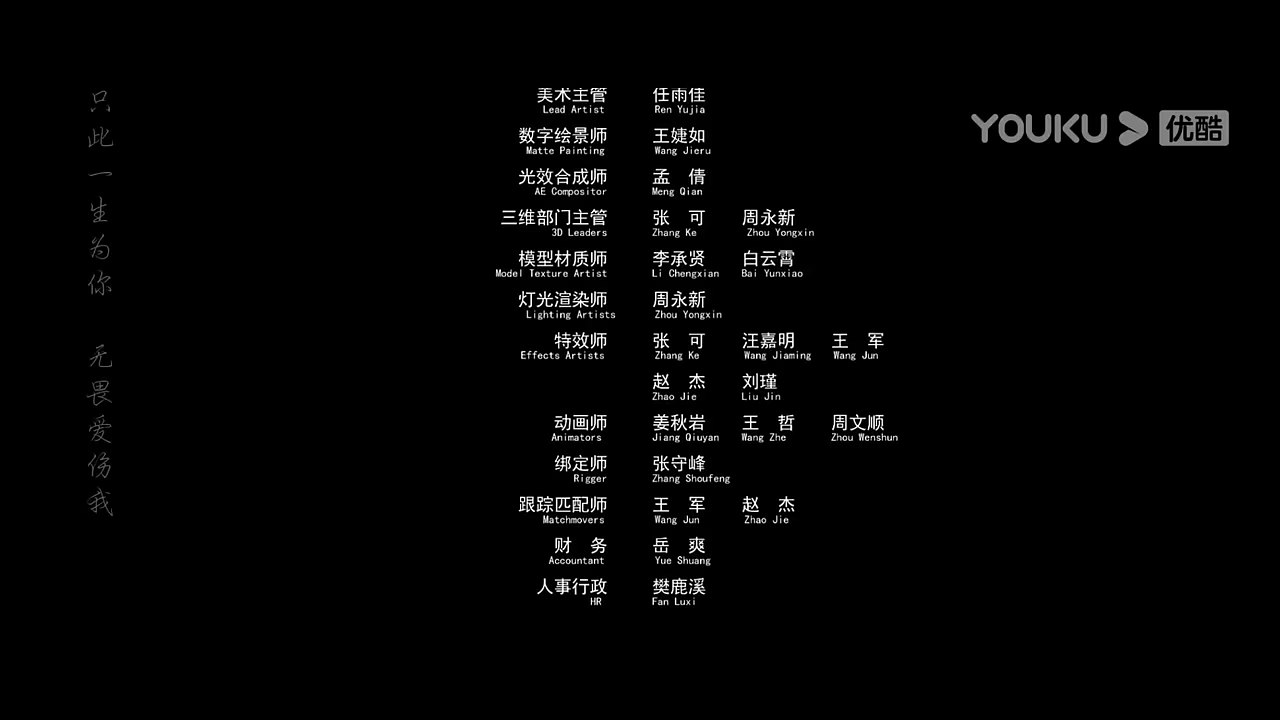 只此一生为你 无畏爱伤我
美术主管 任雨佳
Lead Artist Ren Yujia
数字绘景师 王婕如
Matte Painting Wang Jieru
光效合成师 孟 倩
AE Compositor Meng Qian
三维部门主管 张 可 周永新
3D Leaders Zhang Ke Zhou Yongxin
模型材质师 李承贤 白云霄
Model Texture Artist Li Chengxian Bai Yunxiao
灯光渲染师 周永新
Lighting Artists Zhou Yongxin
特效师 张 可 汪嘉明 王 军
Effects Artists Zhang Ke Wang Jiaming Wang Jun
赵 杰 刘瑾
Zhao Jie Liu Jin
动画师 姜秋岩 王 哲 周文顺
Animators Jiang Qiuyan Wang Zhe Zhou Wenshun
绑定师 张守峰
Rigger Zhang Shoufeng
跟踪匹配师 王 军 赵 杰
Matchmovers Wang Jun Zhao Jie
财 务 岳 爽
Accountant Yue Shuang
人事行政 樊鹿溪
HR Fan Luxi
YOUKU 优酷